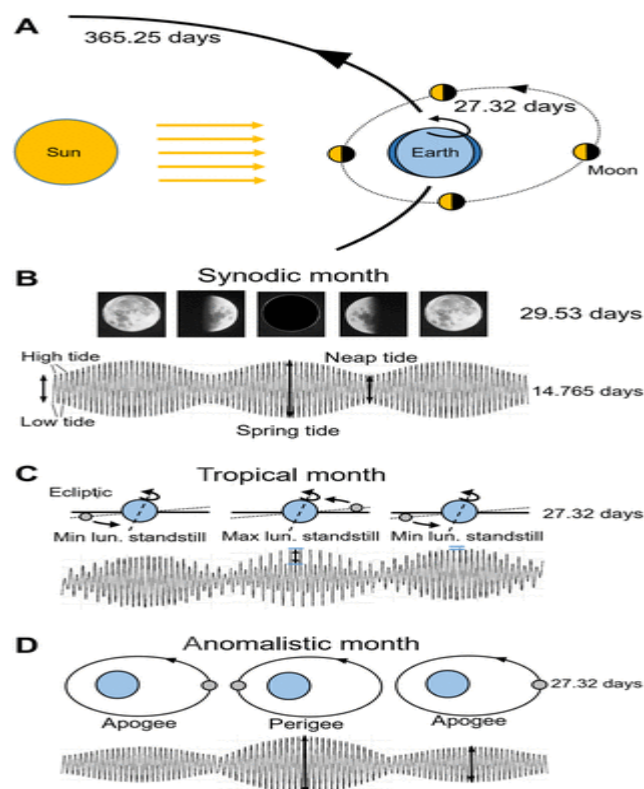 A
365.25 days
27.32 days
Sun
Earth
Moon
B
Synodic month
29.53 days
High tide
Neap tide
14.765 days
Low tide
Spring tide
C
Tropical month
Ecliptic
27.32 days
Min lun. standstill
Max lun. standstill
Min lun. standstill
D
Anomalistic month
27.32 days
Apogee
Perigee
Apogee